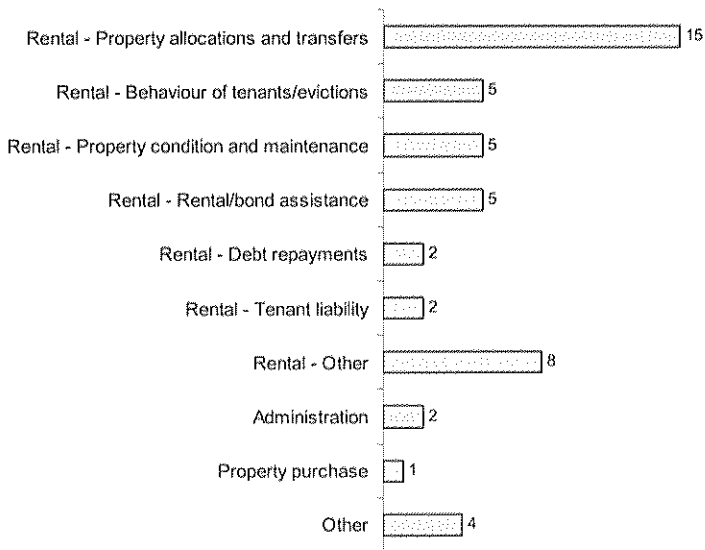 Rental - Property allocations and transfers 15
Rental - Behaviour of tenants/evictions 5
Rental - Property condition and maintenance 5
Rental - Rental/bond assistance 5
Rental - Debt repayments 2
Rental - Tenant liability 2
Rental - Other 8
Administration 2
Property purchase 1
Other 4